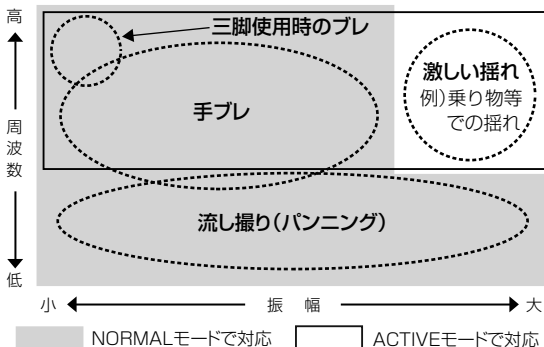 高
周波数
低
三脚使用時のブレ
手ブレ
激しい揺れ
例)乗り物等
での揺れ
流し撮り(パンニング)
小 振 幅 大
NORMALモードで対応 ACTIVEモードで対応